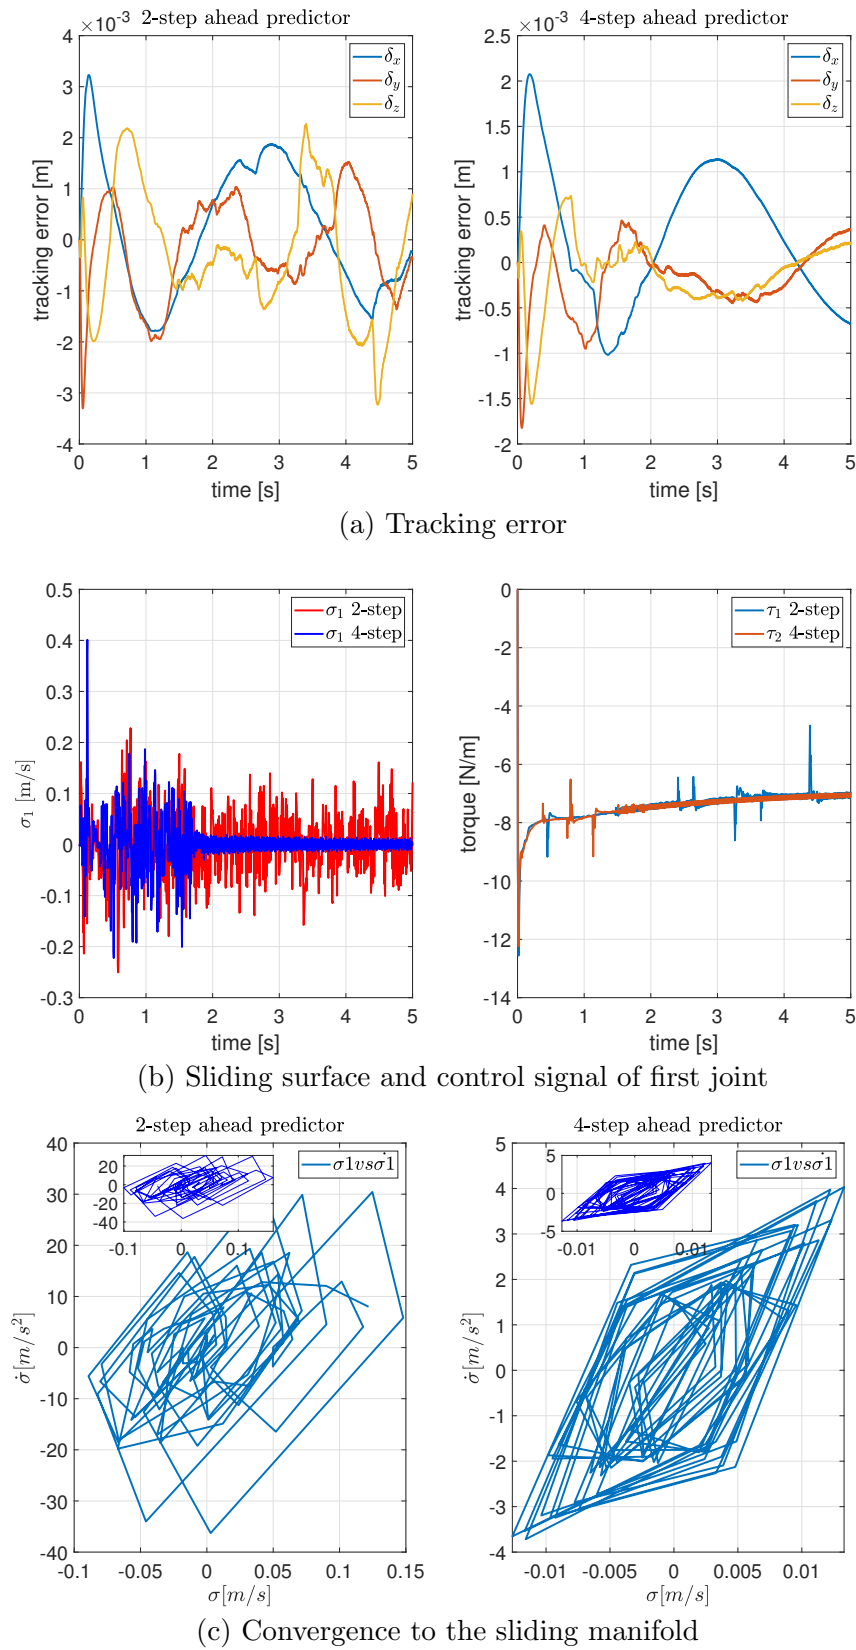 2-step ahead predictor
×10⁻³
δx
δy
δz
4
3
2
1
0
-1
-2
-3
-4
tracking error [m]
0 1 2 3 4 5
time [s]
4-step ahead predictor
×10⁻³
δx
δy
δz
2.5
2
1.5
1
0.5
0
-0.5
-1
-1.5
-2
tracking error [m]
0 1 2 3 4 5
time [s]
(a) Tracking error
σ1 2-step
σ1 4-step
0.5
0.4
0.3
0.2
0.1
0
-0.1
-0.2
-0.3
σ1 [m/s]
0 1 2 3 4 5
time [s]
τ1 2-step
τ2 4-step
0
-2
-4
-6
-8
-10
-12
-14
torque [N/m]
0 1 2 3 4 5
time [s]
(b) Sliding surface and control signal of first joint
2-step ahead predictor
σ1vsσ̇1
40
30
20
10
0
-10
-20
-30
-40
σ̇[m/s²]
20
0
-20
-40
-0.1 0 0.1
-0.1 -0.05 0 0.05 0.1 0.15
σ[m/s]
4-step ahead predictor
σ1vsσ̇1
5
4
3
2
1
0
-1
-2
-3
-4
σ̇[m/s²]
5
0
-5
-0.01 0 0.01
-0.01 -0.005 0 0.005 0.01
σ[m/s]
(c) Convergence to the sliding manifold